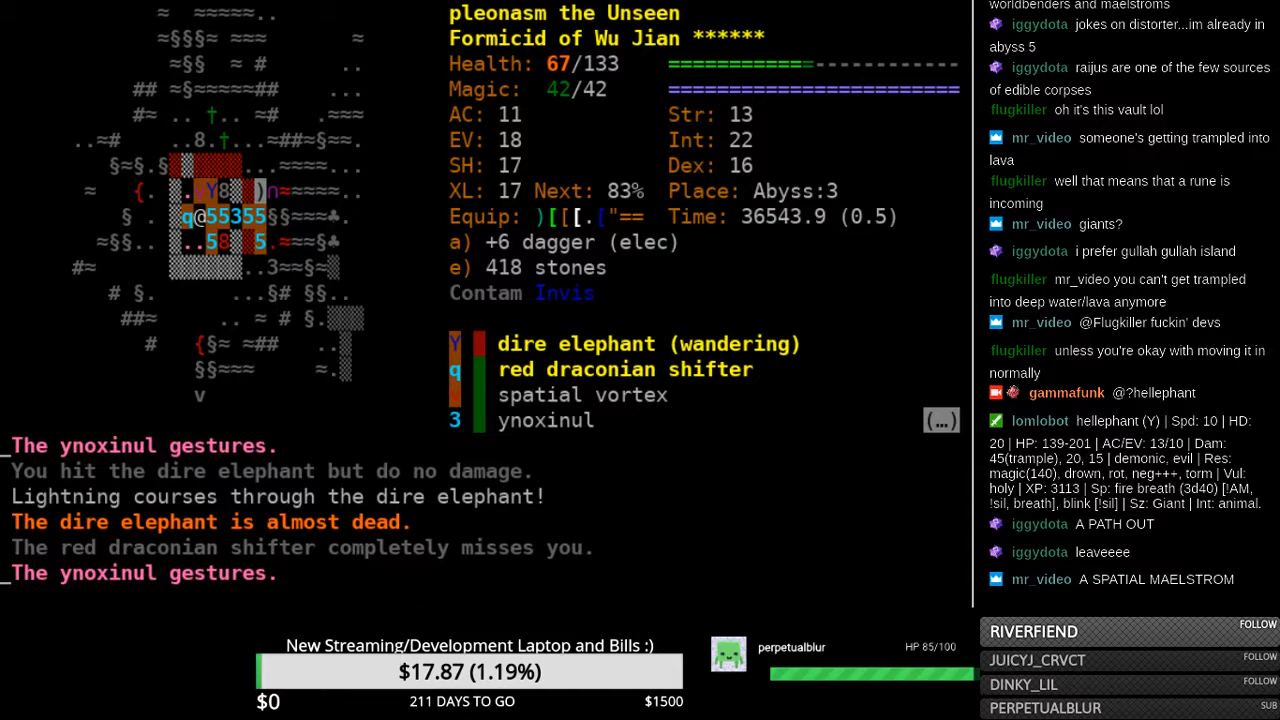 pleonasm the Unseen
Formicid of Wu Jian ******
Health: 67/133
Magic: 42/42
AC: 11 Str: 13
EV: 18 Int: 22
SH: 17 Dex: 16
XL: 17 Next: 83% Place: Abyss:3
Equip: )[[[.["== Time: 36543.9 (0.5)
a) +6 dagger (elec)
e) 418 stones
Contam Invis
Y dire elephant (wandering)
q red draconian shifter
spatial vortex
3 ynoxinul (…)
_The ynoxinul gestures.
You hit the dire elephant but do no damage.
Lightning courses through the dire elephant!
The dire elephant is almost dead.
The red draconian shifter completely misses you.
_The ynoxinul gestures.
New Streaming/Development Laptop and Bills :)
$17.87 (1.19%)
$0 211 DAYS TO GO $1500
perpetualblur HP 85/100
worldbenders and maelstroms
iggydota jokes on distorter...im already in
abyss 5
iggydota raijus are one of the few sources
of edible corpses
flugkiller oh it's this vault lol
mr_video someone's getting trampled into
lava
flugkiller well that means that a rune is
incoming
mr_video giants?
iggydota i prefer gullah gullah island
flugkiller mr_video you can't get trampled
into deep water/lava anymore
mr_video @Flugkiller fuckin' devs
flugkiller unless you're okay with moving it in
normally
gammafunk @?hellephant
lomlobot hellephant (Y) | Spd: 10 | HD:
20 | HP: 139-201 | AC/EV: 13/10 | Dam:
45(trample), 20, 15 | demonic, evil | Res:
magic(140), drown, rot, neg+++, torm | Vul:
holy | XP: 3113 | Sp: fire breath (3d40) [!AM,
!sil, breath], blink [!sil] | Sz: Giant | Int: animal.
iggydota A PATH OUT
iggydota leaveeee
mr_video A SPATIAL MAELSTROM
RIVERFIEND FOLLOW
JUICYJ_CRVCT FOLLOW
DINKY_LIL FOLLOW
PERPETUALBLUR SUB